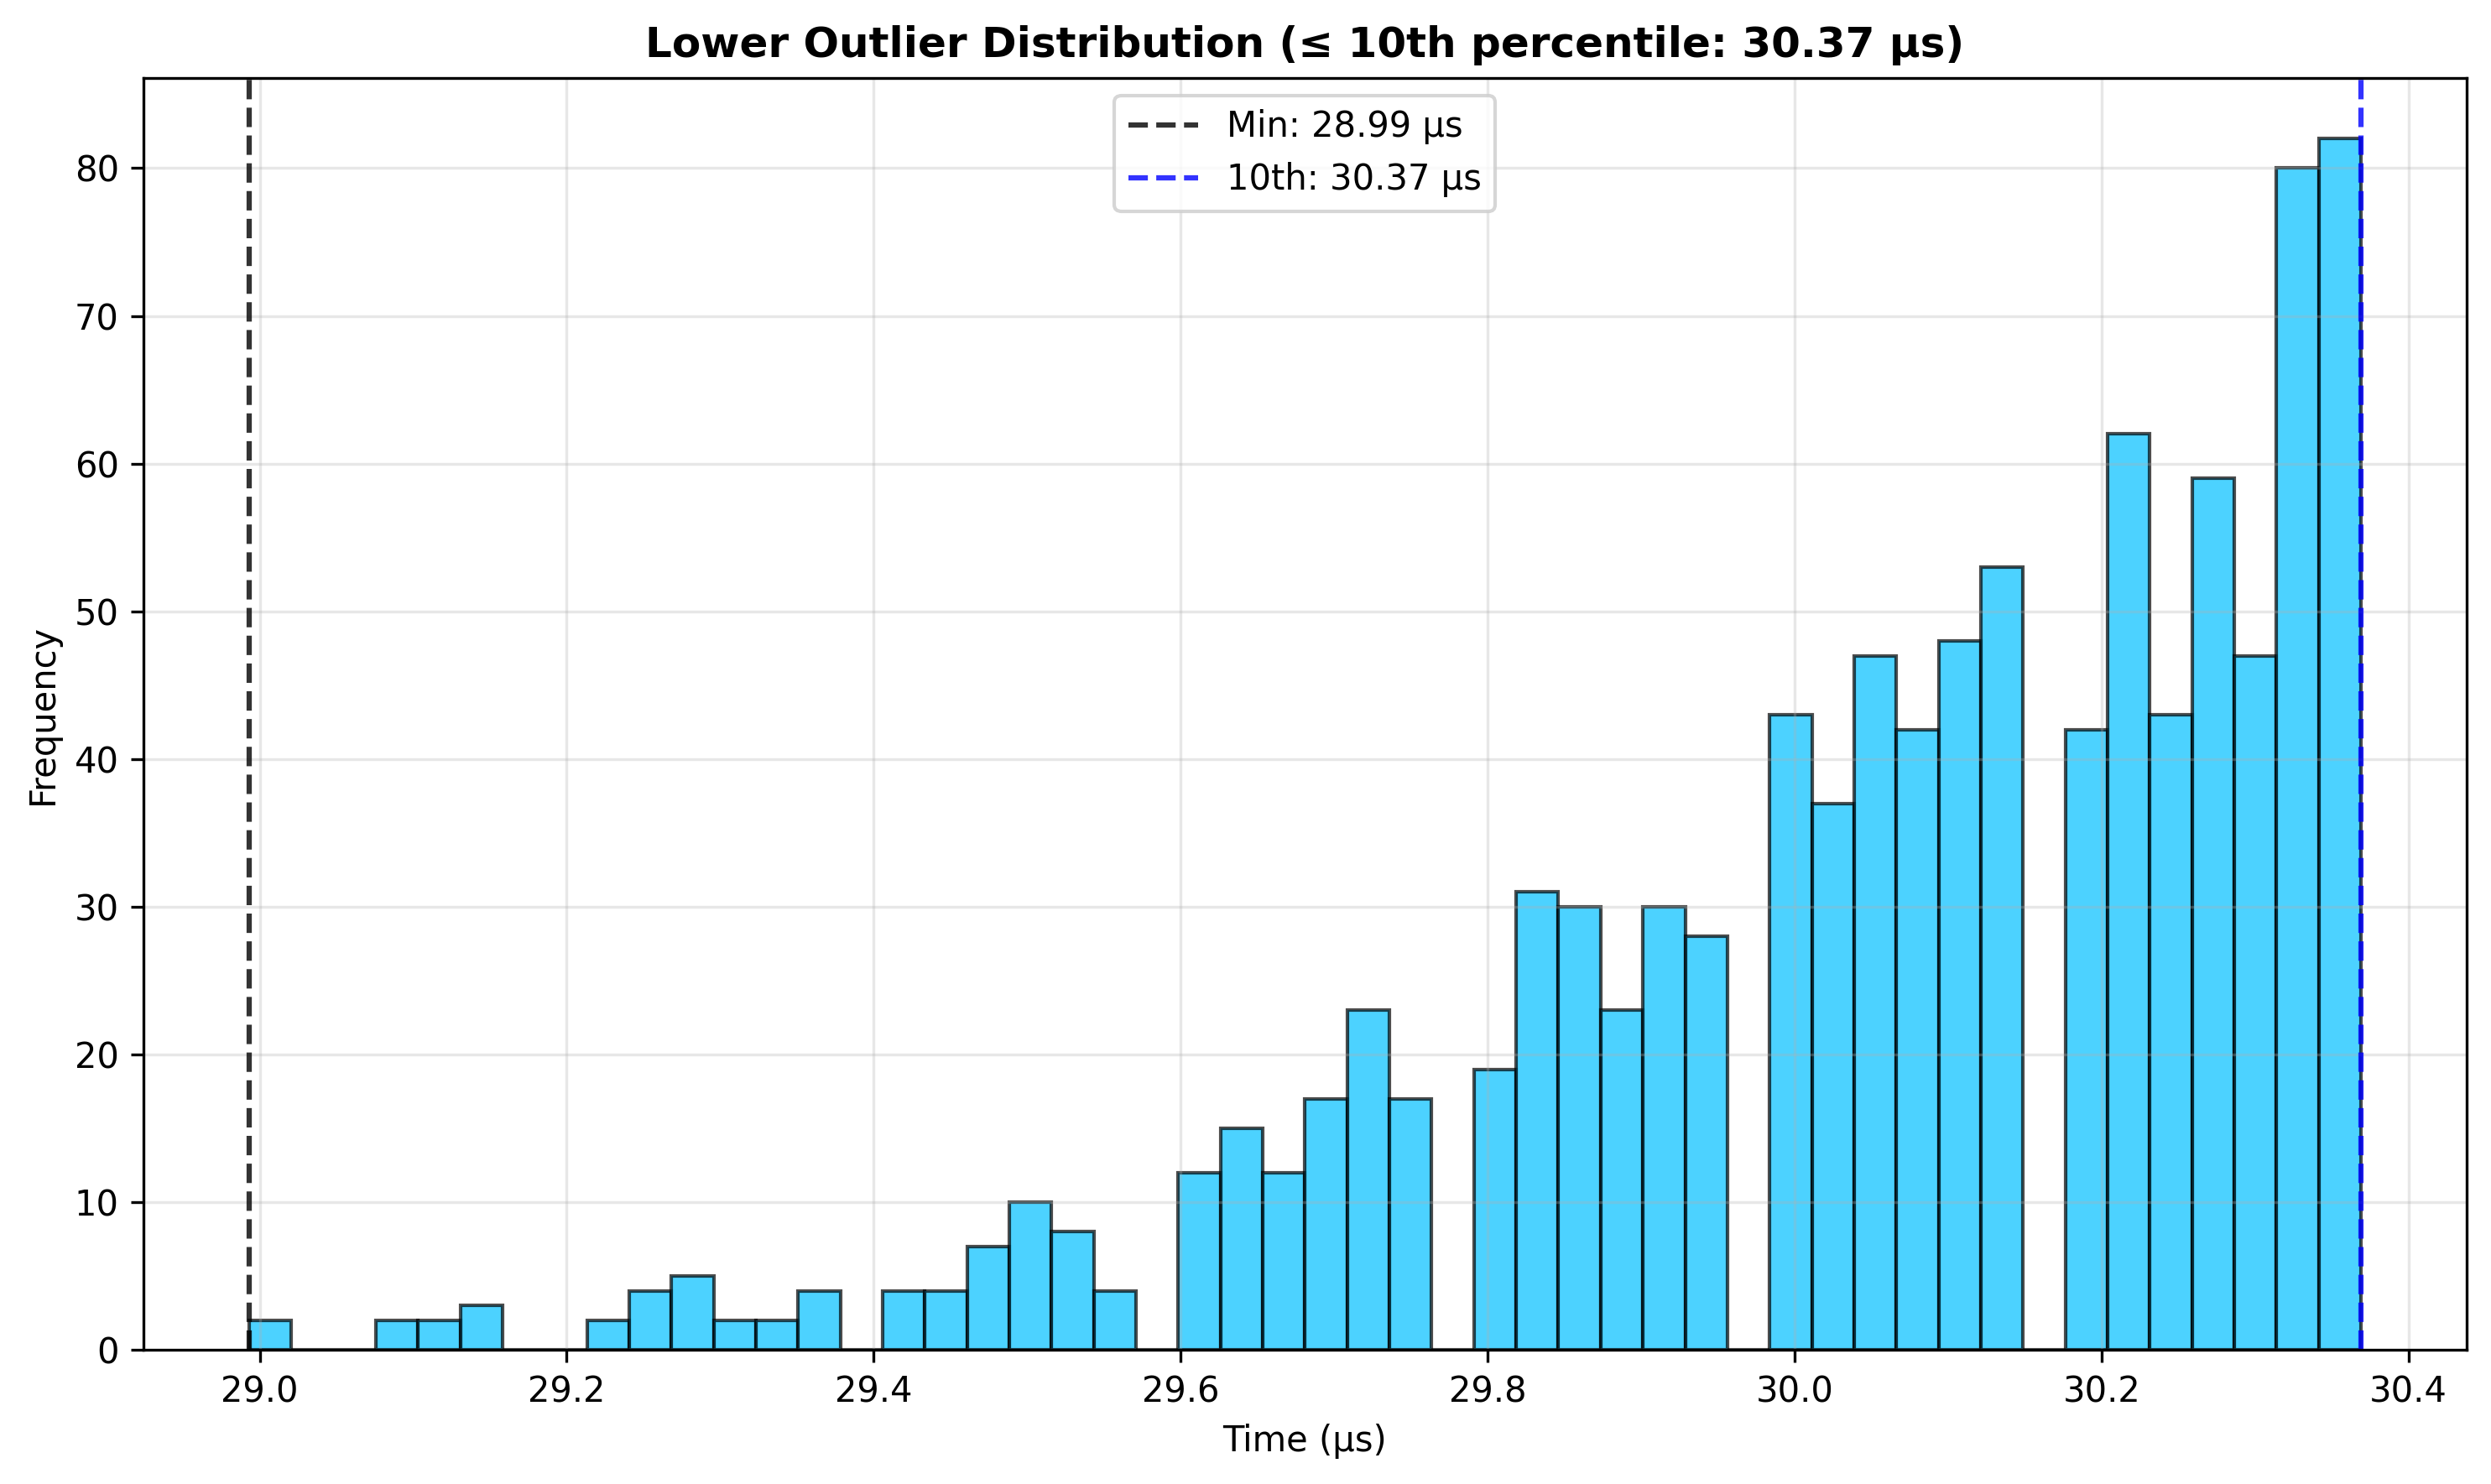 Lower Outlier Distribution (≤ 10th percentile: 30.37 µs)
Min: 28.99 µs
10th: 30.37 µs
80
70
60
50
40
30
20
10
0
Frequency
29.0 29.2 29.4 29.6 29.8 30.0 30.2 30.4
Time (µs)